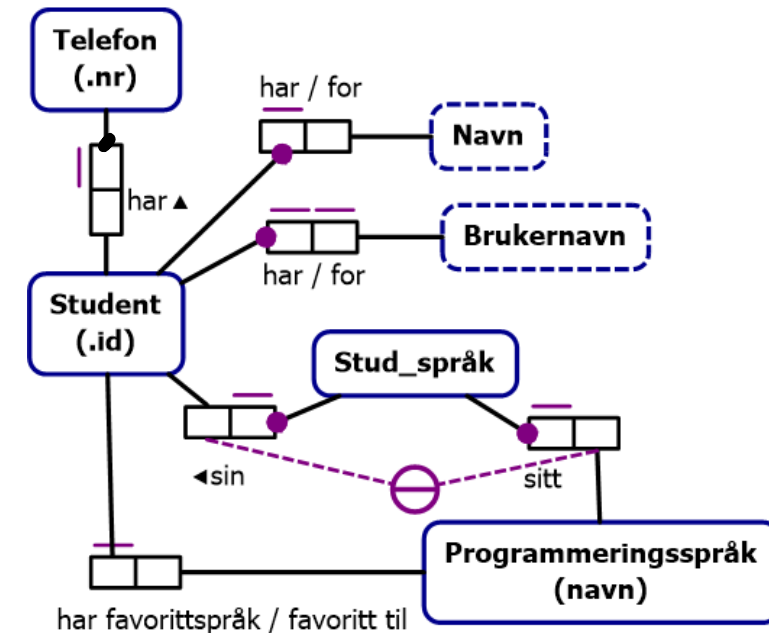 Telefon
(.nr)
har / for
Navn
har ▲
Brukernavn
har / for
Student
(.id)
Stud_språk
◄sin
sitt
Programmeringsspråk
(navn)
har favorittspråk / favoritt til